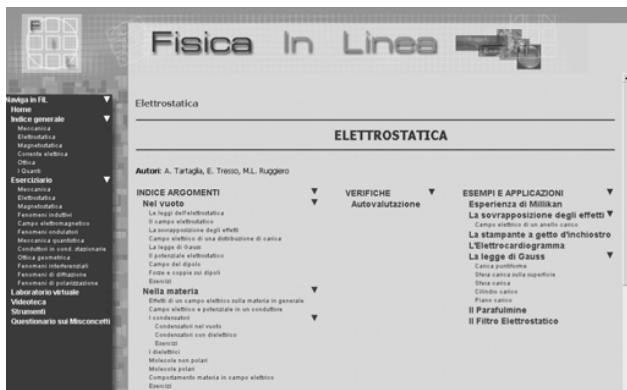 F I L
Fisica In Linea
Naviga in FIL
Home
Indice generale
Meccanica
Elettrostatica
Magnetostatica
Corrente elettrica
Ottica
I Quanti
Eserciziario
Meccanica
Elettrostatica
Magnetostatica
Fenomeni induttivi
Campo elettromagnetico
Fenomeni ondulatori
Meccanica quantistica
Conduttori in cond. stazionarie
Ottica geometrica
Fenomeni interferenziali
Fenomeni di diffrazione
Fenomeni di polarizzazione
Laboratorio virtuale
Videoteca
Strumenti
Questionario sui Misconcetti
Elettrostatica
ELETTROSTATICA
Autori: A. Tartaglia, E. Tresso, M.L. Ruggiero
INDICE ARGOMENTI
Nel vuoto
Le leggi dell'elettrostatica
Il campo elettrostatico
La sovrapposizione degli effetti
Campo elettrico di una distribuzione di carica
La legge di Gauss
Il potenziale elettrostatico
Campo del dipolo
Forze e coppie sui dipoli
Esercizi
Nella materia
Effetti di un campo elettrico sulla materia in generale
Campo elettrico e potenziale in un conduttore
I condensatori
Condensatori nel vuoto
Condensatori con dielettrico
Esercizi
I dielettrici
Molecole non polari
Molecole polari
Comportamento materia in campo elettrico
Esercizi
VERIFICHE
Autovalutazione
ESEMPI E APPLICAZIONI
Esperienza di Millikan
La sovrapposizione degli effetti
Campo elettrico di un anello carico
La stampante a getto d'inchiostro
L'Elettrocardiogramma
La legge di Gauss
Carica puntiforme
Sfera carica sulla superficie
Sfera carica
Cilindro carico
Piano carico
Il Parafulmine
Il Filtro Elettrostatico